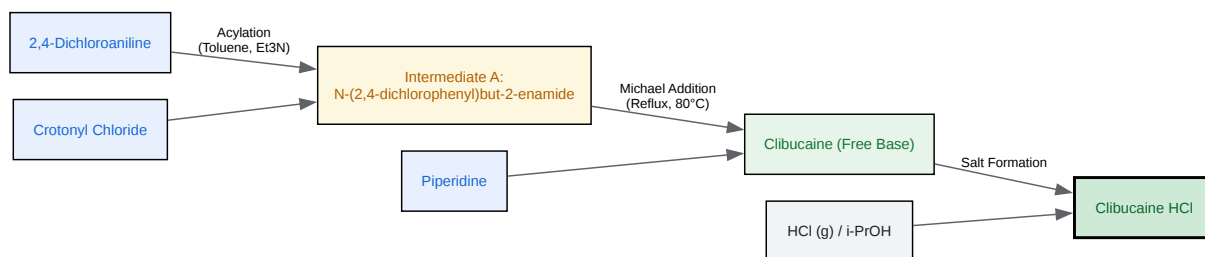 2,4-Dichloroaniline
Acylation
(Toluene, Et3N)
Crotonyl Chloride
Intermediate A:
N-(2,4-dichlorophenyl)but-2-enamide
Michael Addition
(Reflux, 80°C)
Piperidine
Clibucaine (Free Base)
Salt Formation
HCl (g) / i-PrOH
Clibucaine HCl